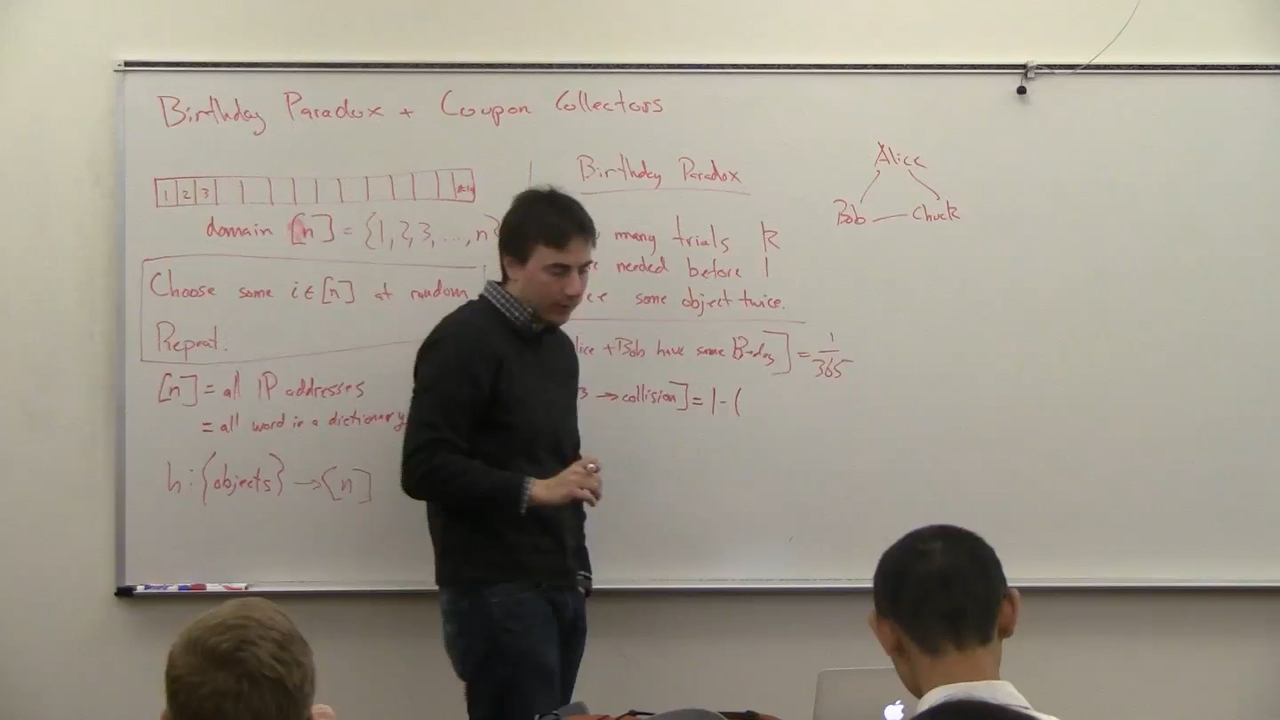 Birthday Paradox + Coupon Collectors
1 2 3
domain [n] = {1,2,3, ..., n}
Choose some i ∈ [n] at random
Repeat.
[n] = all IP addresses
= all word in a dictionary
h : {objects} → [n]
Birthday Paradox
many trials k
needed before I
some object twice.
+ Bob have same B-day] = 1/365
3 → collision] = 1 - (
Alice
Bob — Chuck